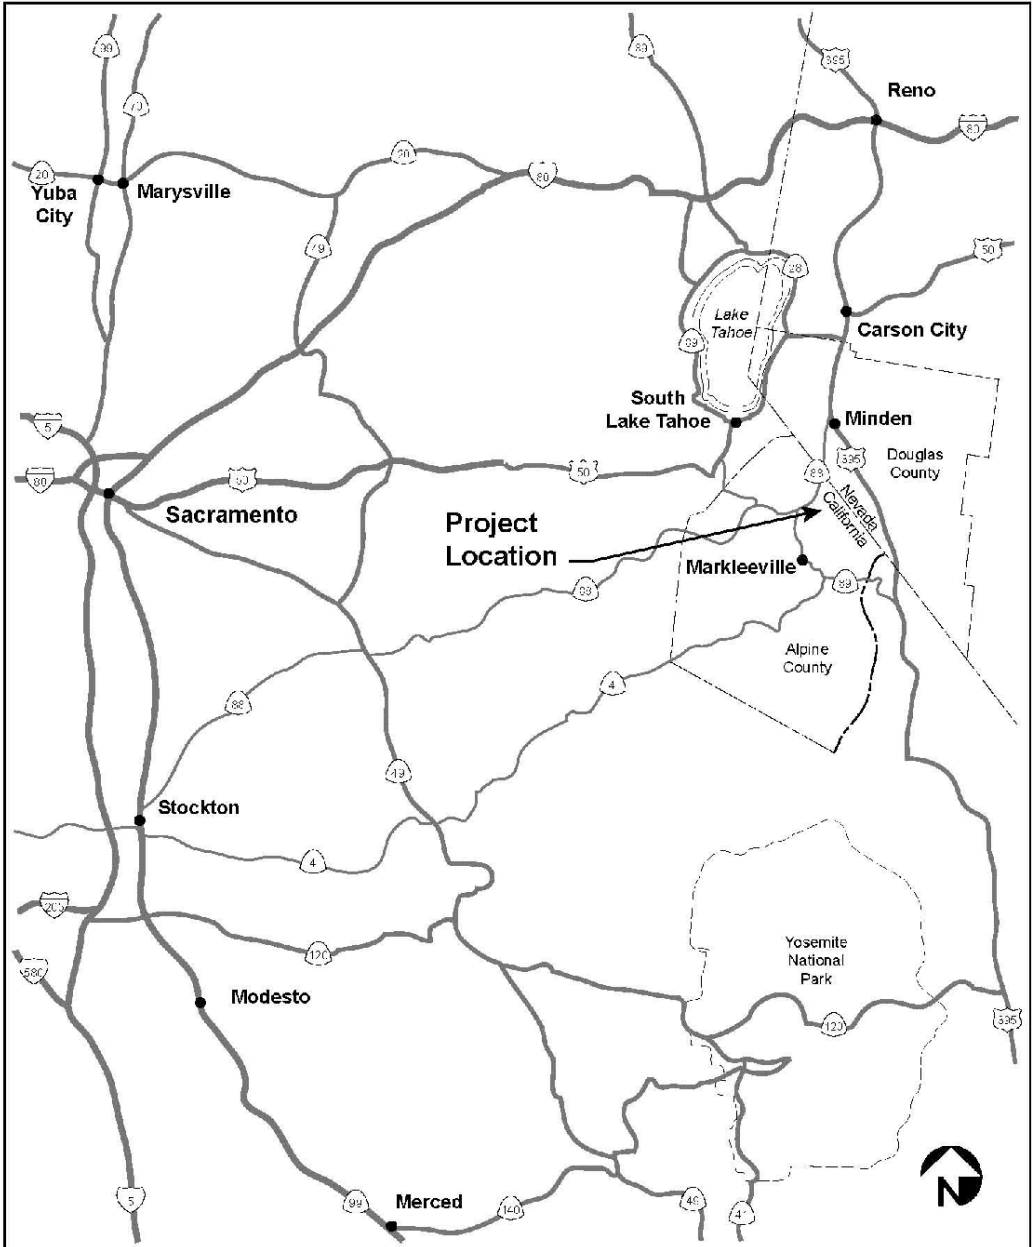 99
89
395
Reno
80
70
20
20
Yuba
City
Marysville
80
49
50
28
Lake
Tahoe
89
Carson City
South
Lake Tahoe
Minden
5
395
Douglas
County
80
50
50
88
Nevada
California
Sacramento
Project
Location
Markleeville
89
88
Alpine
County
4
88
49
Stockton
4
205
120
Yosemite
National
Park
580
Modesto
120
395
N
5
99
Merced
140
49
41